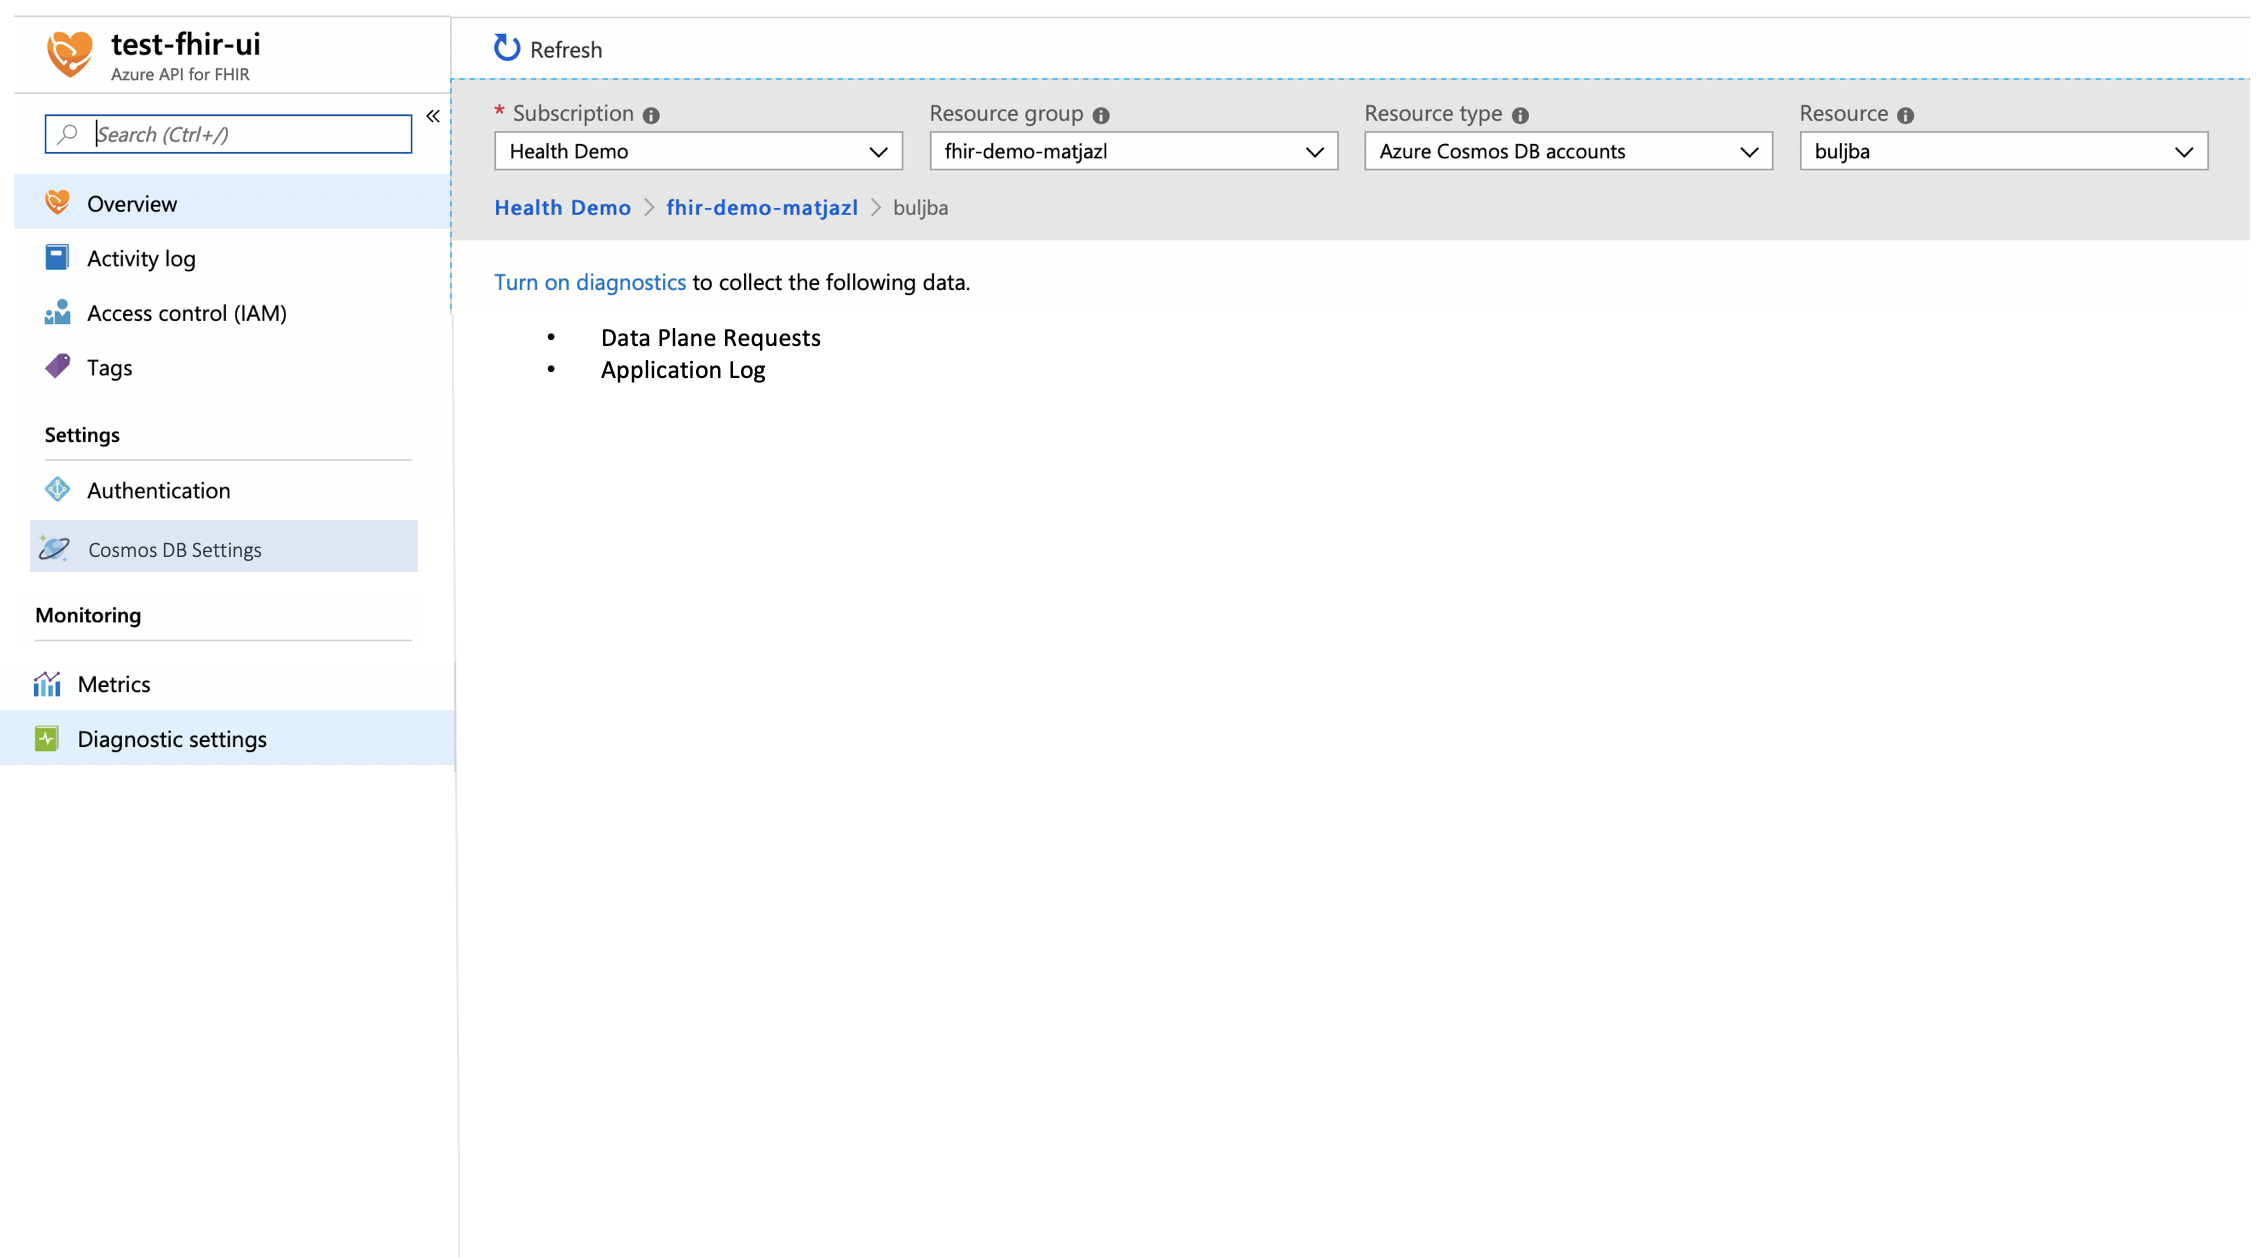 test-fhir-ui
Azure API for FHIR
Search (Ctrl+/)
«
Overview
Activity log
Access control (IAM)
Tags
Settings
Authentication
Cosmos DB Settings
Monitoring
Metrics
Diagnostic settings
Refresh
* Subscription
Health Demo
Resource group
fhir-demo-matjazl
Resource type
Azure Cosmos DB accounts
Resource
buljba
Health Demo > fhir-demo-matjazl > buljba
Turn on diagnostics to collect the following data.
• Data Plane Requests
• Application Log